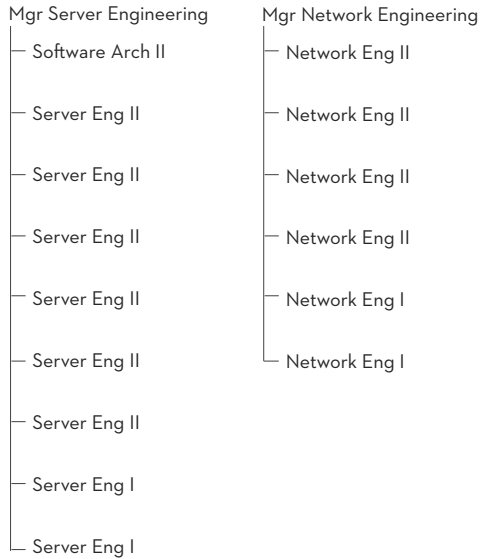 Mgr Server Engineering
Software Arch II
Server Eng II
Server Eng II
Server Eng II
Server Eng II
Server Eng II
Server Eng II
Server Eng I
Server Eng I
Mgr Network Engineering
Network Eng II
Network Eng II
Network Eng II
Network Eng II
Network Eng I
Network Eng I